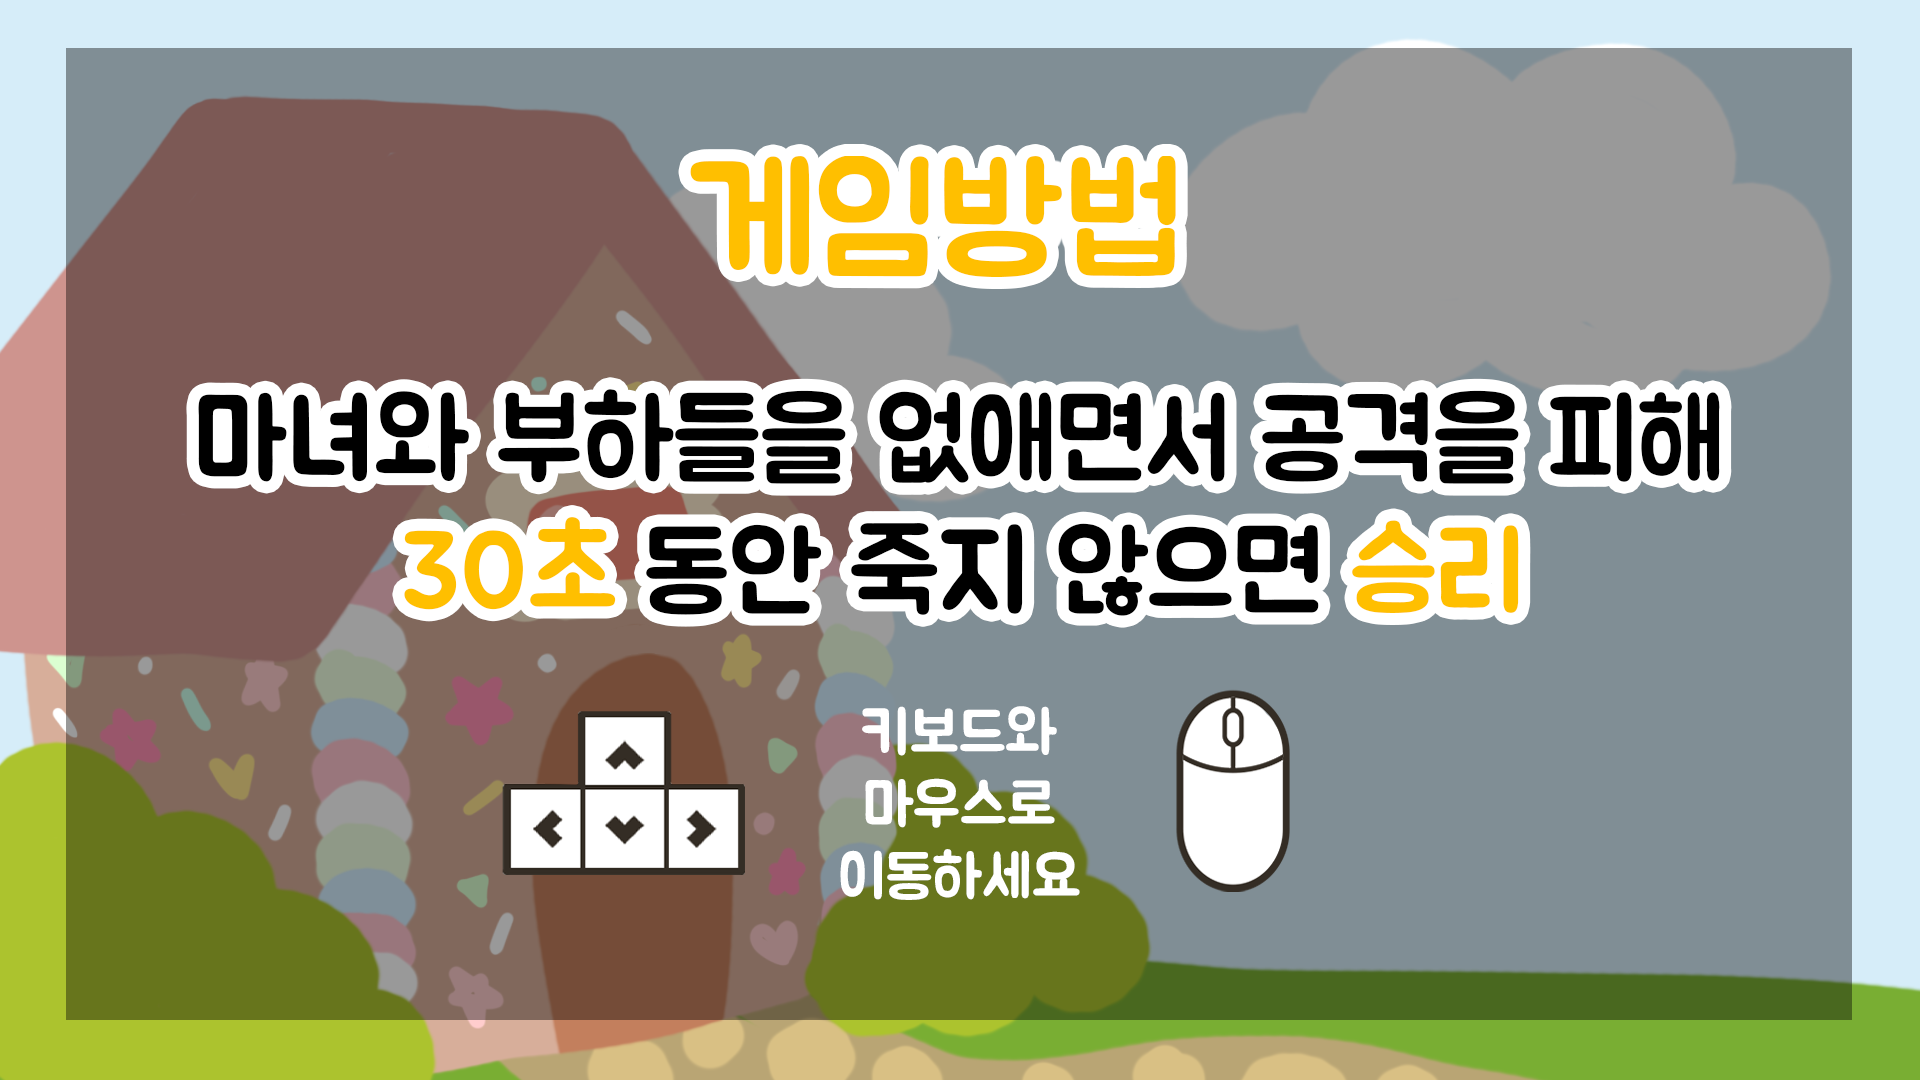 게임방법
마녀와 부하들을 없애면서 공격을 피해
30초 동안 죽지 않으면 승리
키보드와
마우스로
이동하세요